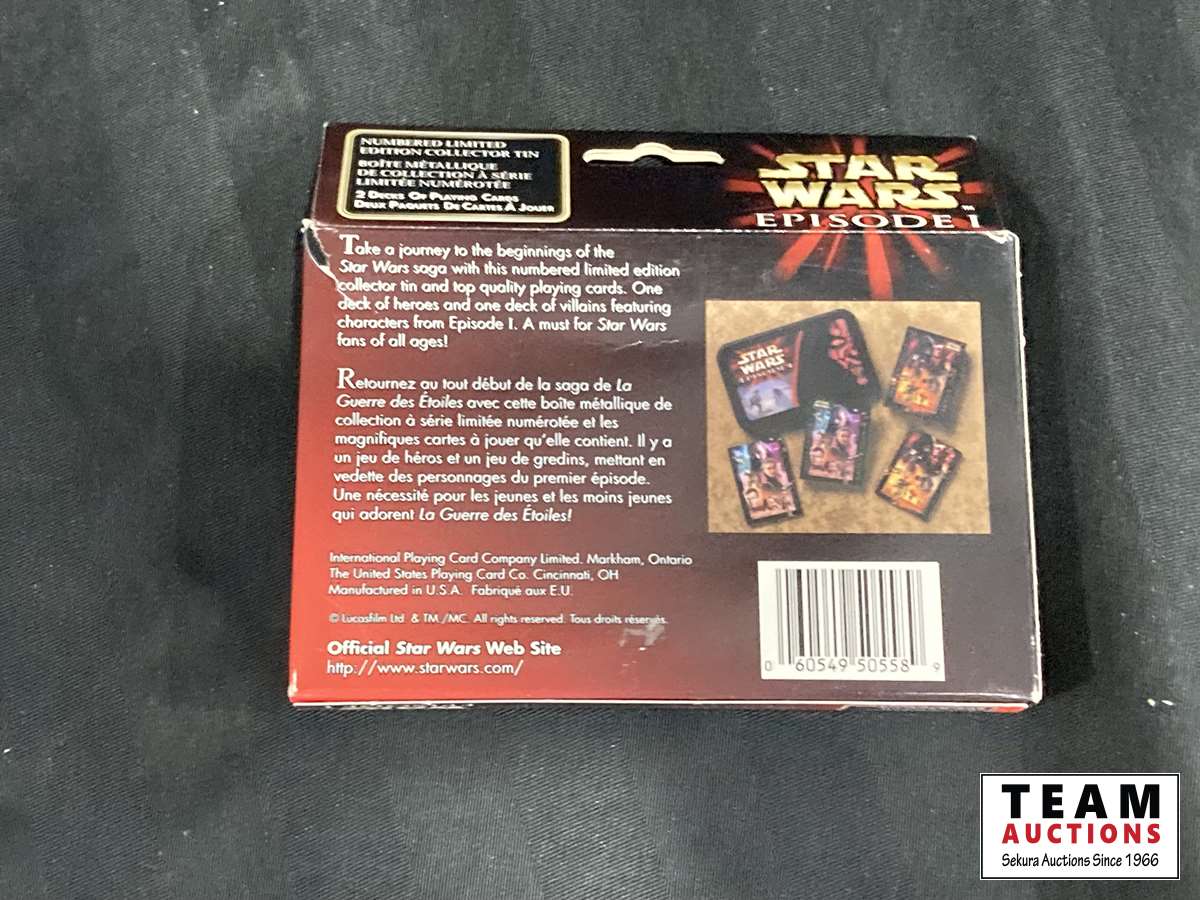 NUMBERED LIMITED
EDITION COLLECTOR TIN
BOÎTE MÉTALLIQUE
DE COLLECTION À SÉRIE
LIMITÉE NUMÉROTÉE
2 DECKS OF PLAYING CARDS
DEUX PAQUETS DE CARTES À JOUER
STAR
WARS™
EPISODE I
Take a journey to the beginnings of the
Star Wars saga with this numbered limited edition
collector tin and top quality playing cards. One
deck of heroes and one deck of villains featuring
characters from Episode I. A must for Star Wars
fans of all ages!
Retournez au tout début de la saga de La
Guerre des Étoiles avec cette boîte métallique de
collection à série limitée numérotée et les
magnifiques cartes à jouer qu'elle contient. Il y a
un jeu de héros et un jeu de gredins, mettant en
vedette des personnages du premier épisode.
Une nécessité pour les jeunes et les moins jeunes
qui adorent La Guerre des Étoiles!
STAR
WARS
EPISODE I
International Playing Card Company Limited. Markham, Ontario
The United States Playing Card Co. Cincinnati, OH
Manufactured in U.S.A. Fabriqué aux E.U.
© Lucasfilm Ltd & TM./MC. All rights reserved. Tous droits réservés.
Official Star Wars Web Site
http://www.starwars.com/
0 60549 50558 9
TEAM
AUCTIONS
Sekura Auctions Since 1966